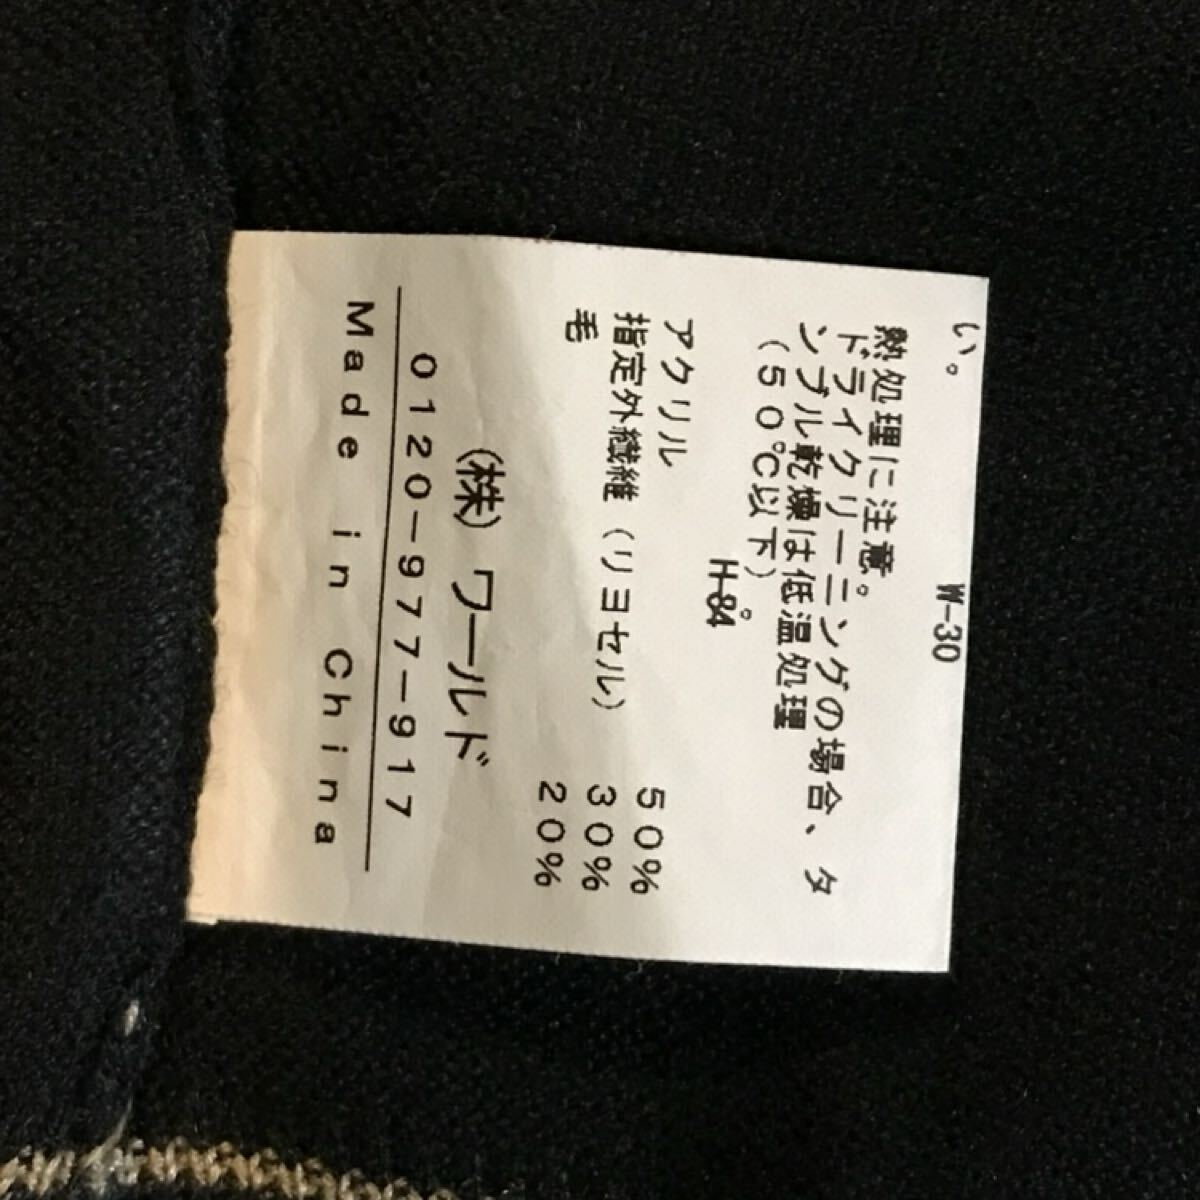 い。
W-30
熱処理に注意。
ドライクリーニングの場合、タ
ンブル乾燥は低温処理
(50℃以下)。
H-84
アクリル 50%
指定外繊維(リヨセル) 30%
毛 20%
(株)ワールド
0120-977-917
Made in China